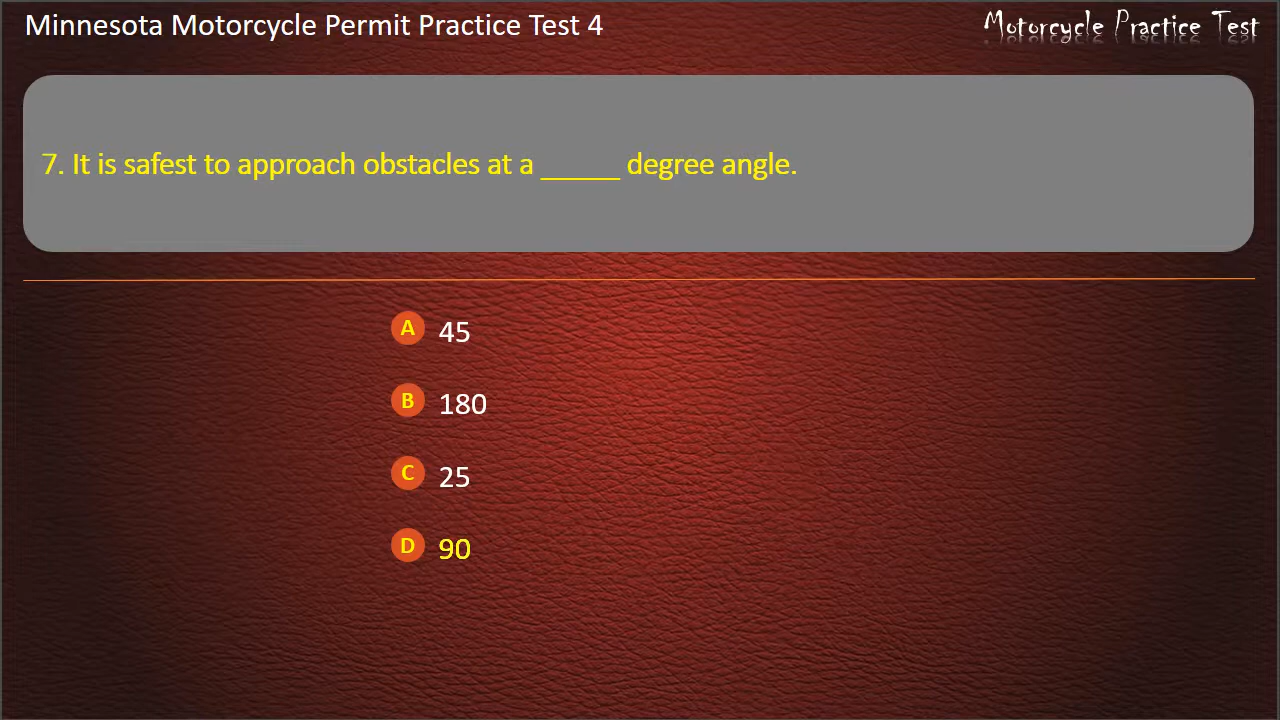 Minnesota Motorcycle Permit Practice Test 4
Motorcycle Practice Test
7. It is safest to approach obstacles at a _____ degree angle.
A 45
B 180
C 25
D 90